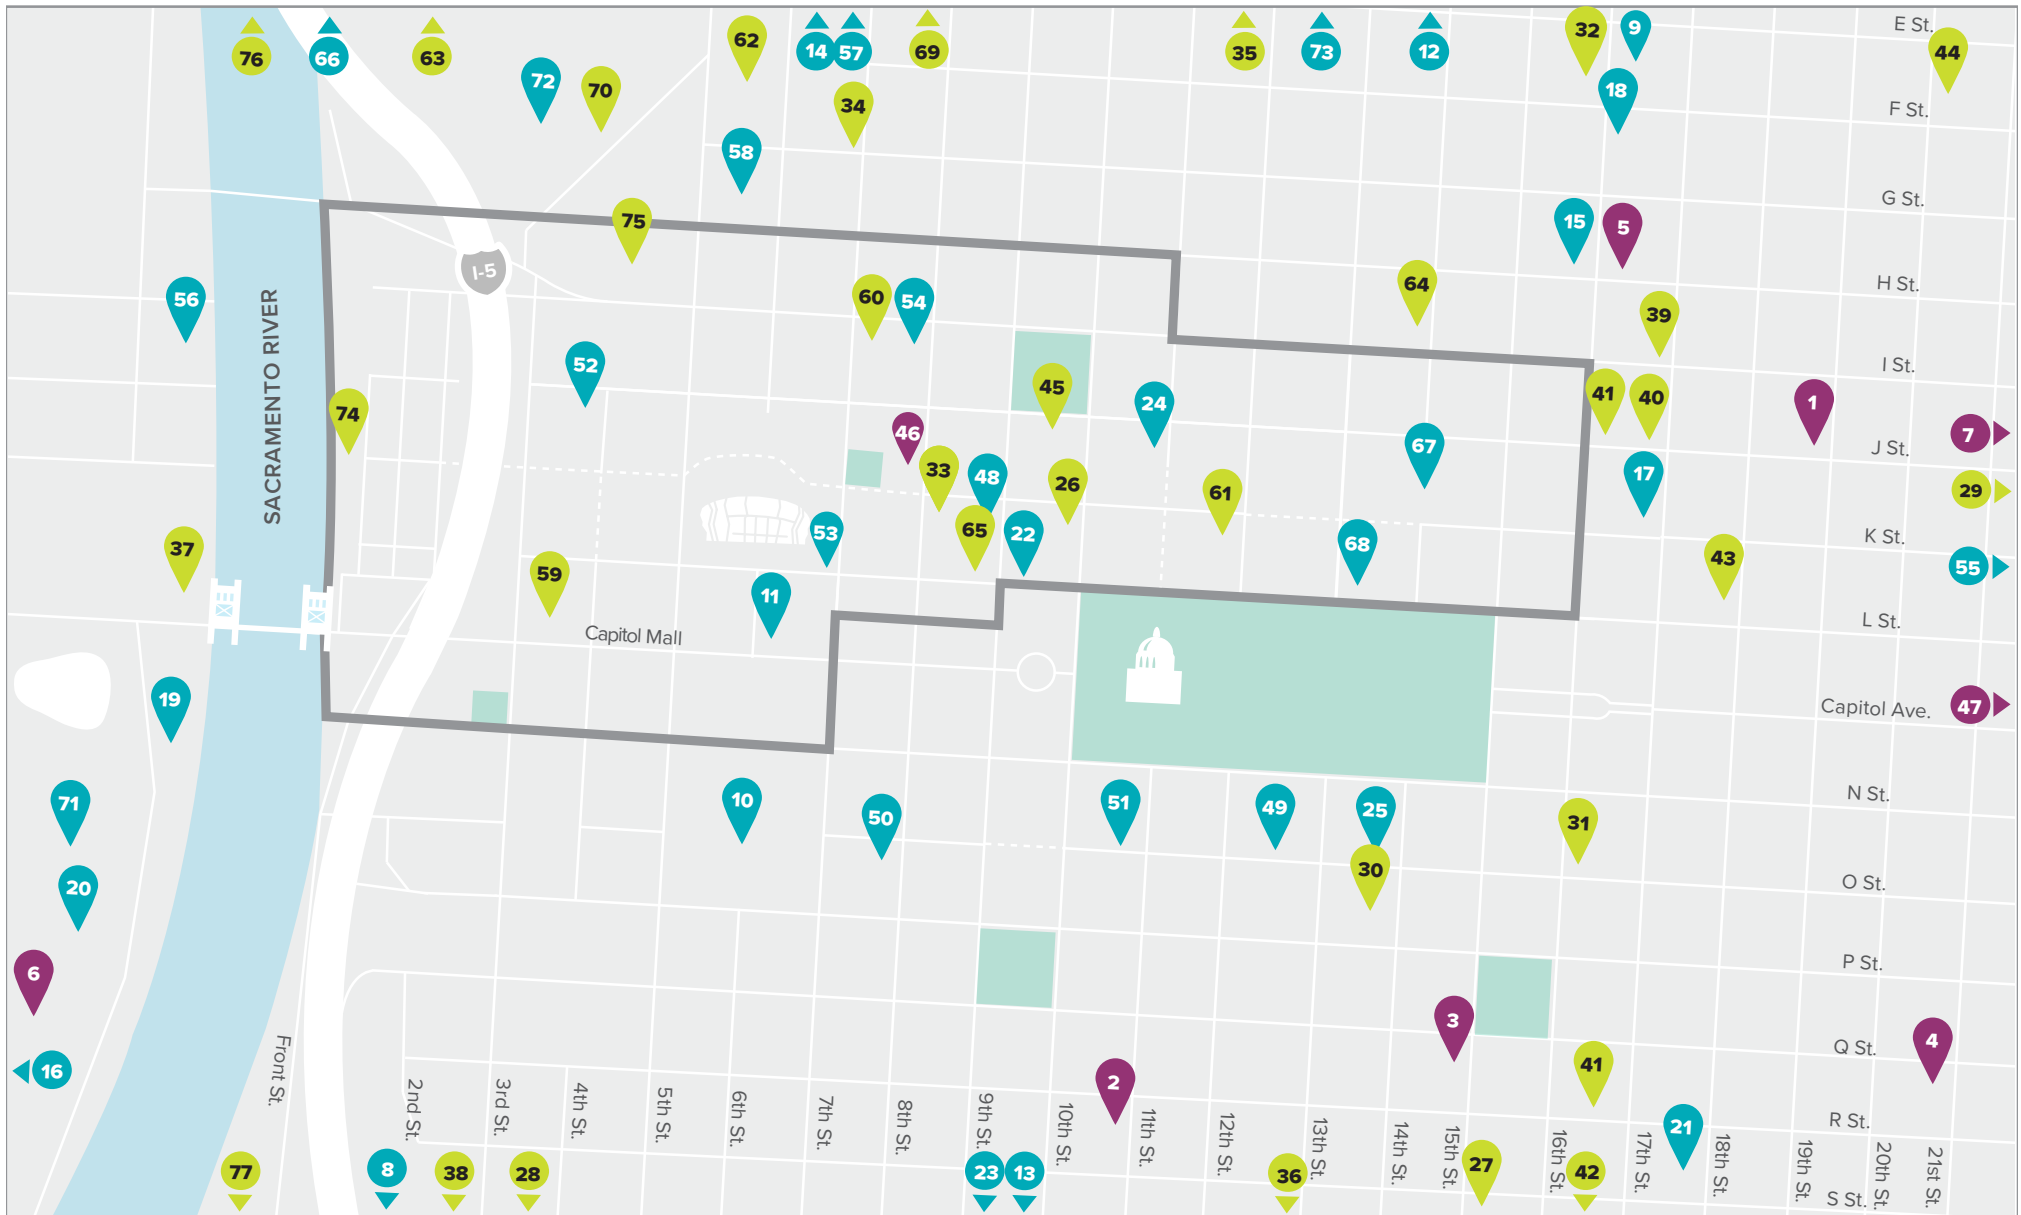 E St.
76
66
63
62
14
57
69
35
73
12
32
9
44
72
70
34
18
F St.
58
G St.
75
15
5
I-5
H St.
56
60
54
64
39
SACRAMENTO RIVER
52
I St.
74
45
24
41
40
1
46
67
7
J St.
33
48
26
61
17
29
37
65
22
53
68
K St.
43
55
59
11
L St.
Capitol Mall
19
Capitol Ave.
47
71
10
50
51
49
25
31
N St.
20
30
O St.
6
P St.
3
4
Q St.
16
Front St.
2
41
2nd St.
3rd St.
4th St.
5th St.
6th St.
7th St.
8th St.
9th St.
10th St.
11th St.
12th St.
13th St.
14th St.
15th St.
16th St.
17th St.
18th St.
19th St.
20th St.
21st St.
R St.
21
77
8
38
28
23
13
36
27
42
S St.